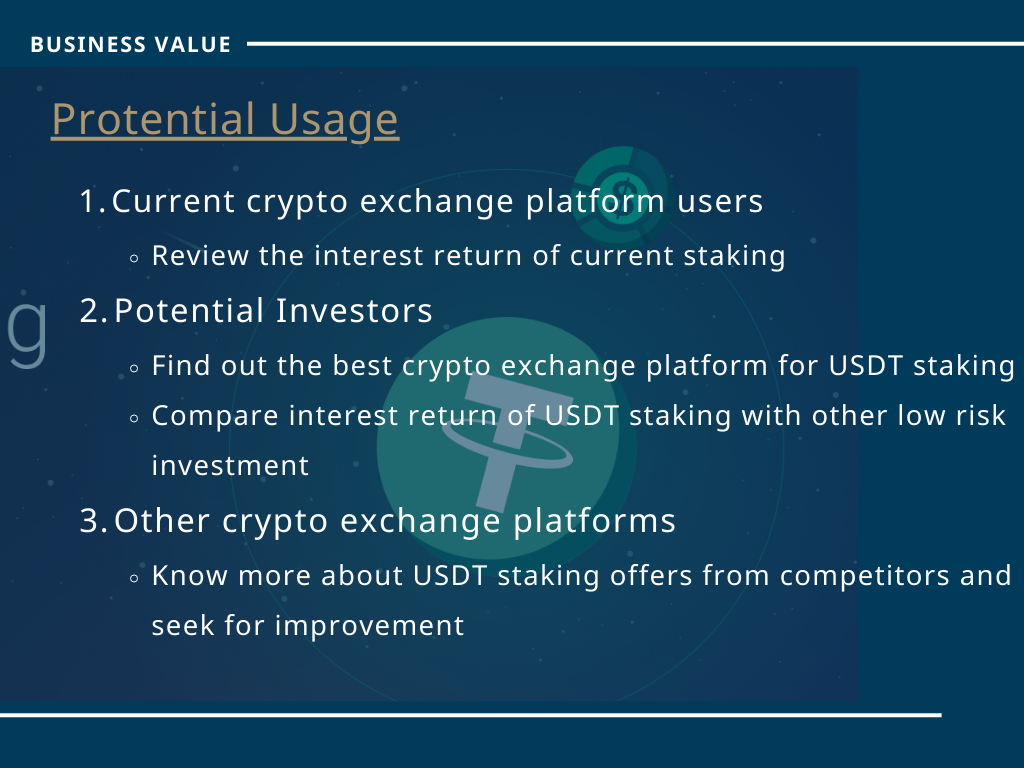 BUSINESS VALUE
Protential Usage
1. Current crypto exchange platform users
◦ Review the interest return of current staking
2. Potential Investors
◦ Find out the best crypto exchange platform for USDT staking
◦ Compare interest return of USDT staking with other low risk
investment
g
3. Other crypto exchange platforms
◦ Know more about USDT staking offers from competitors and
seek for improvement